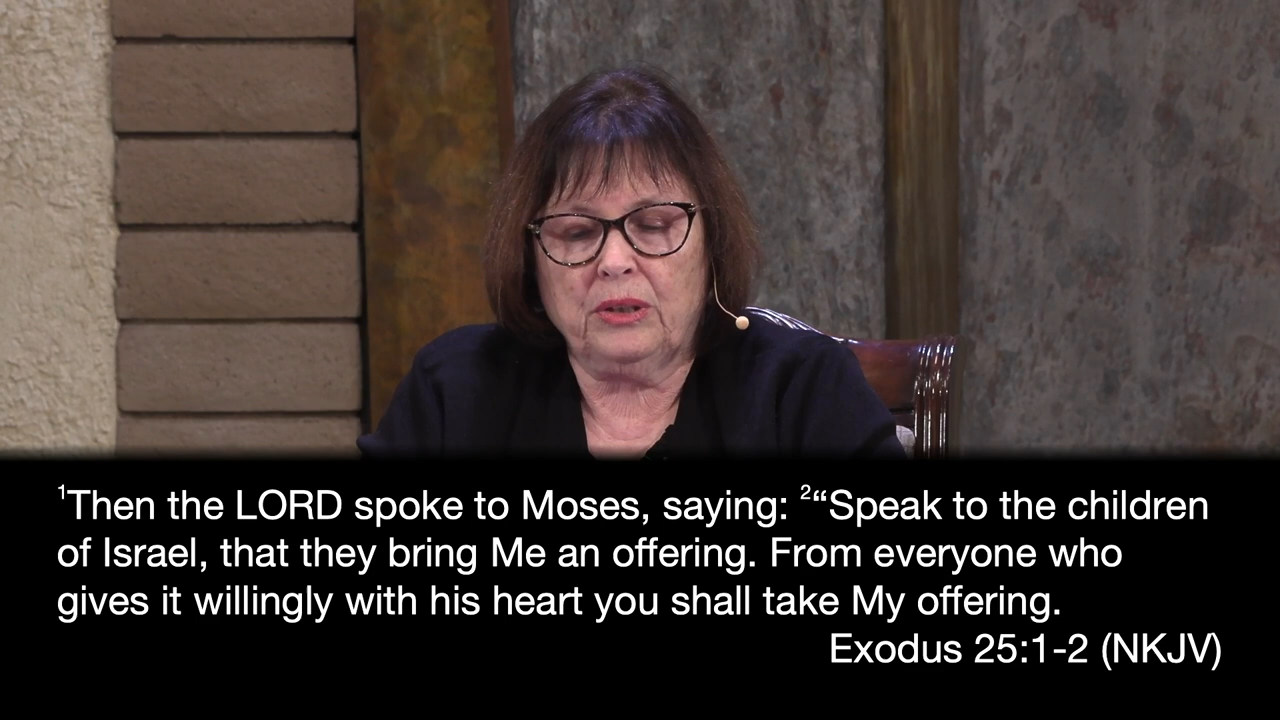 ¹Then the LORD spoke to Moses, saying: ²“Speak to the children
of Israel, that they bring Me an offering. From everyone who
gives it willingly with his heart you shall take My offering.
Exodus 25:1-2 (NKJV)